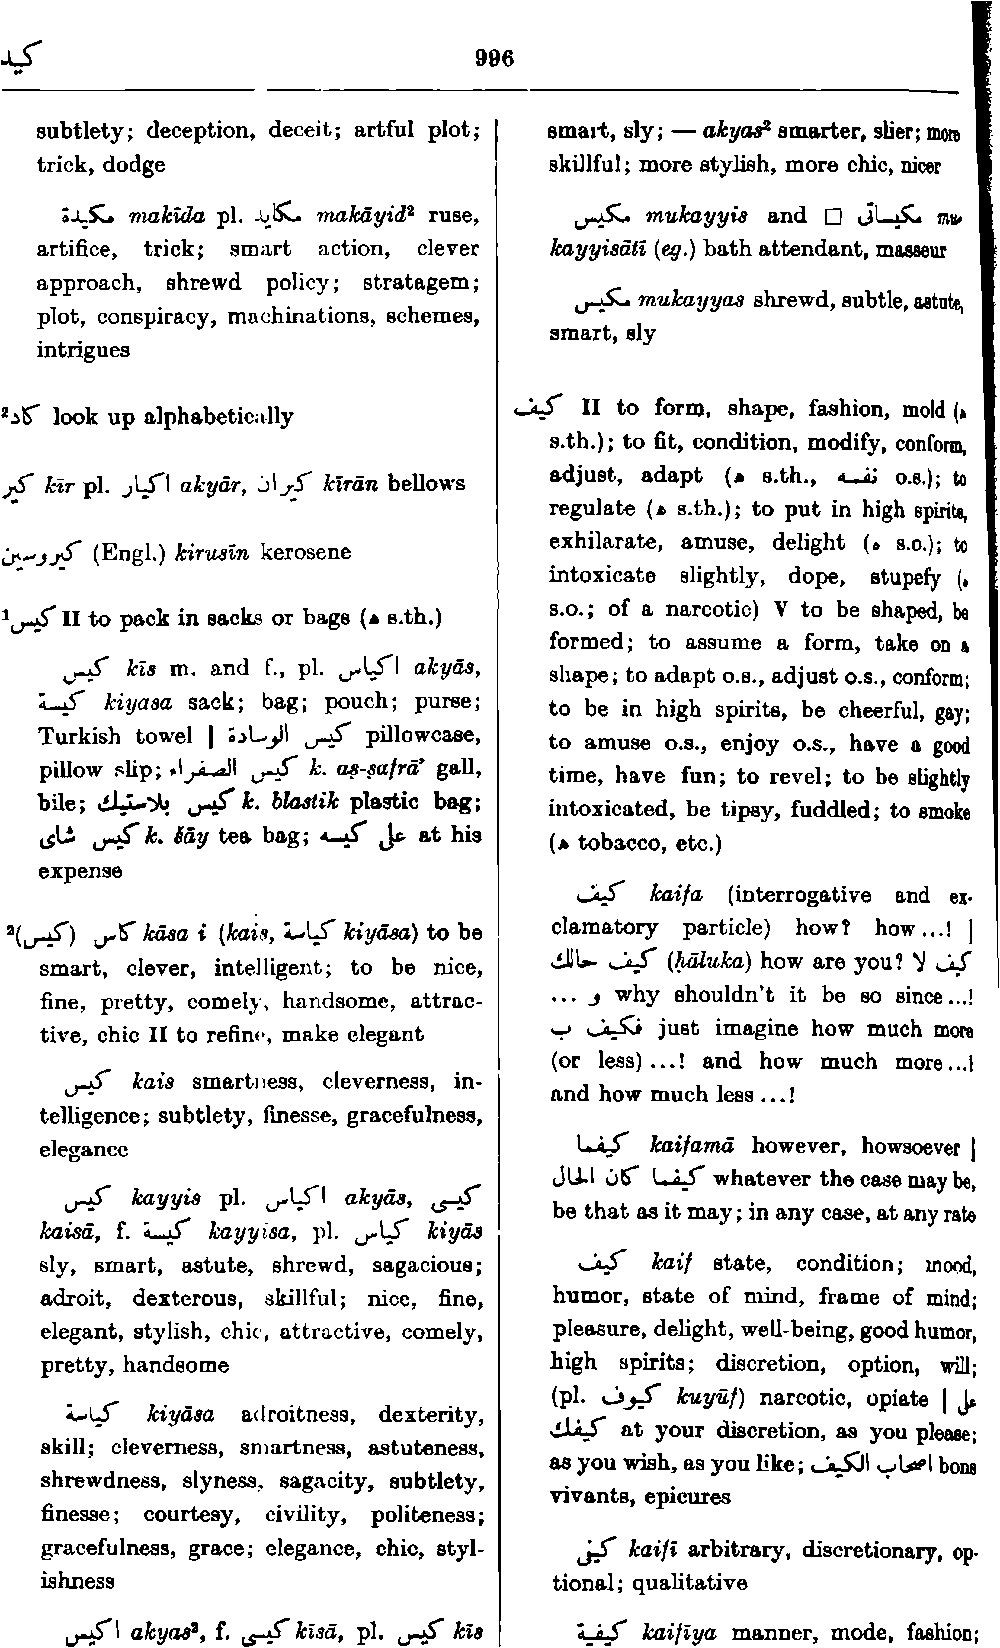 كيد
996
subtlety; deception, deceit; artful plot;
trick, dodge
مكيدة makīda pl. مكايد makāyid² ruse,
artifice, trick; smart action, clever
approach, shrewd policy; stratagem;
plot, conspiracy, machinations, schemes,
intrigues
²كاد look up alphabetically
كير kīr pl. اكيار akyār, كيران kīrān bellows
كيروسين (Engl.) kirusīn kerosene
¹كيس II to pack in sacks or bags (ه s.th.)
كيس kīs m. and f., pl. اكياس akyās,
كيسة kiyasa sack; bag; pouch; purse;
Turkish towel | كيس الوسادة pillowcase,
pillow slip; كيس الصفراء k. aṣ-ṣafrā’ gall,
bile; كيس بلاستيك k. blastik plastic bag;
كيس شاى k. šāy tea bag; على كيسه at his
expense
²(كيس) كاس kāsa i (kais, كياسة kiyāsa) to be
smart, clever, intelligent; to be nice,
fine, pretty, comely, handsome, attrac-
tive, chic II to refine, make elegant
كيس kais smartness, cleverness, in-
telligence; subtlety, finesse, gracefulness,
elegance
كيس kayyis pl. اكياس akyās, كيسى
kaisā, f. كيسة kayyisa, pl. كياس kiyās
sly, smart, astute, shrewd, sagacious;
adroit, dexterous, skillful; nice, fine,
elegant, stylish, chic, attractive, comely,
pretty, handsome
كياسة kiyāsa adroitness, dexterity,
skill; cleverness, smartness, astuteness,
shrewdness, slyness, sagacity, subtlety,
finesse; courtesy, civility, politeness;
gracefulness, grace; elegance, chic, styl-
ishness
اكيس akyas², f. كيسى kīsā, pl. كيس kīs
smart, sly; — akyas² smarter, slier; more
skillful; more stylish, more chic, nicer
مكيس mukayyis and □ مكيساتى mu-
kayyisātī (eg.) bath attendant, masseur
مكيس mukayyas shrewd, subtle, astute,
smart, sly
كيف II to form, shape, fashion, mold (ه
s.th.); to fit, condition, modify, conform,
adjust, adapt (ه s.th., نفسه o.s.); to
regulate (ه s.th.); to put in high spirits,
exhilarate, amuse, delight (ه s.o.); to
intoxicate slightly, dope, stupefy (ه
s.o.; of a narcotic) V to be shaped, be
formed; to assume a form, take on a
shape; to adapt o.s., adjust o.s., conform;
to be in high spirits, be cheerful, gay;
to amuse o.s., enjoy o.s., have a good
time, have fun; to revel; to be slightly
intoxicated, be tipsy, fuddled; to smoke
(ه tobacco, etc.)
كيف kaifa (interrogative and ex-
clamatory particle) how? how...! |
كيف حالك (ḥāluka) how are you? كيف لا
و ... why shouldn't it be so since...!
فكيف ب just imagine how much more
(or less) ...! and how much more...!
and how much less ...!
كيفما kaifamā however, howsoever |
كيفما كان الحال whatever the case may be,
be that as it may; in any case, at any rate
كيف kaif state, condition; mood,
humor, state of mind, frame of mind;
pleasure, delight, well-being, good humor,
high spirits; discretion, option, will;
(pl. كيوف kuyūf) narcotic, opiate | على
كيفك at your discretion, as you please;
as you wish, as you like; اصحاب الكيف bons
vivants, epicures
كيفى kaifī arbitrary, discretionary, op-
tional; qualitative
كيفية kaifīya manner, mode, fashion;